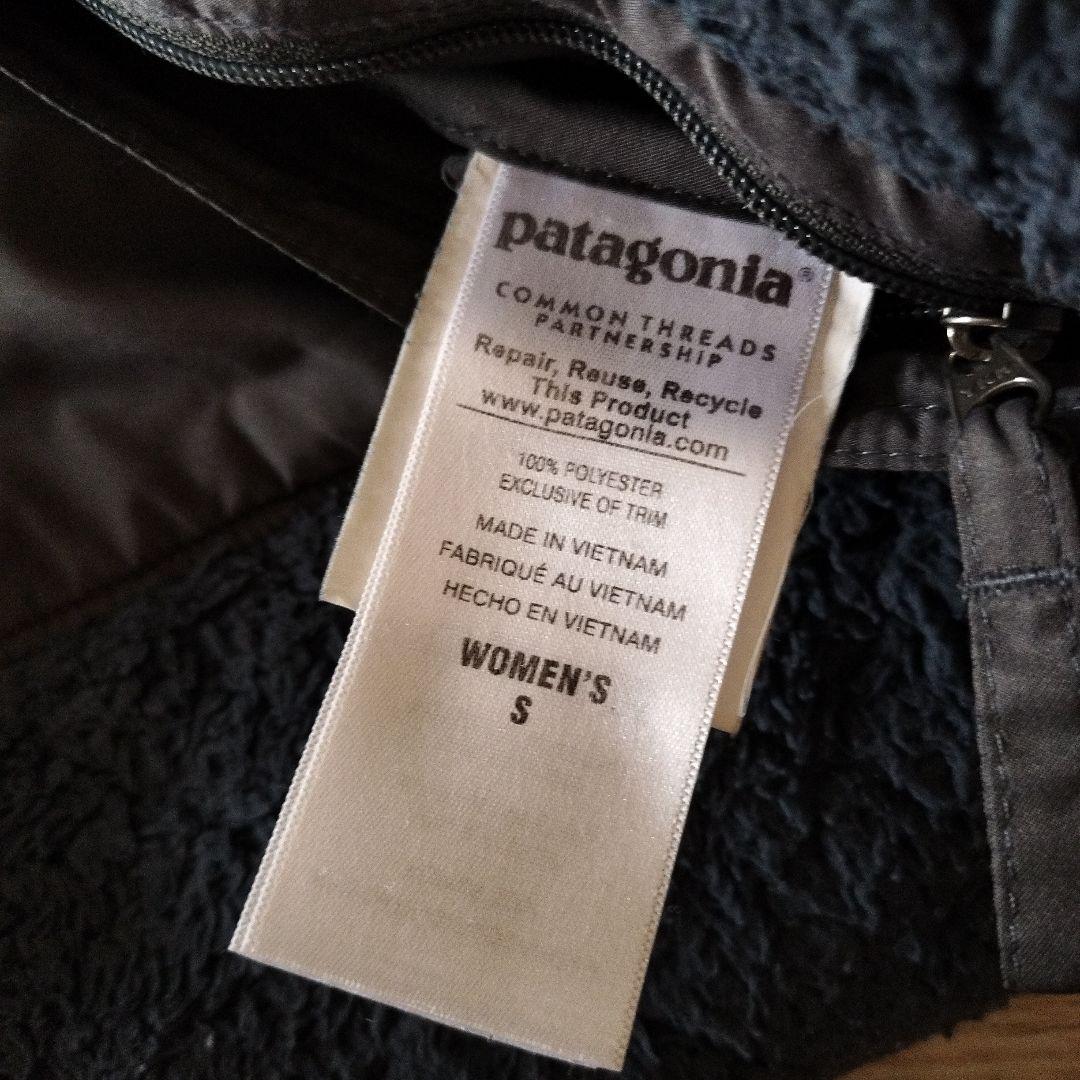 patagonia®
COMMON THREADS
PARTNERSHIP
Repair, Reuse, Recycle
This Product
www.patagonia.com
100% POLYESTER
EXCLUSIVE OF TRIM
MADE IN VIETNAM
FABRIQUÉ AU VIETNAM
HECHO EN VIETNAM
WOMEN'S
S